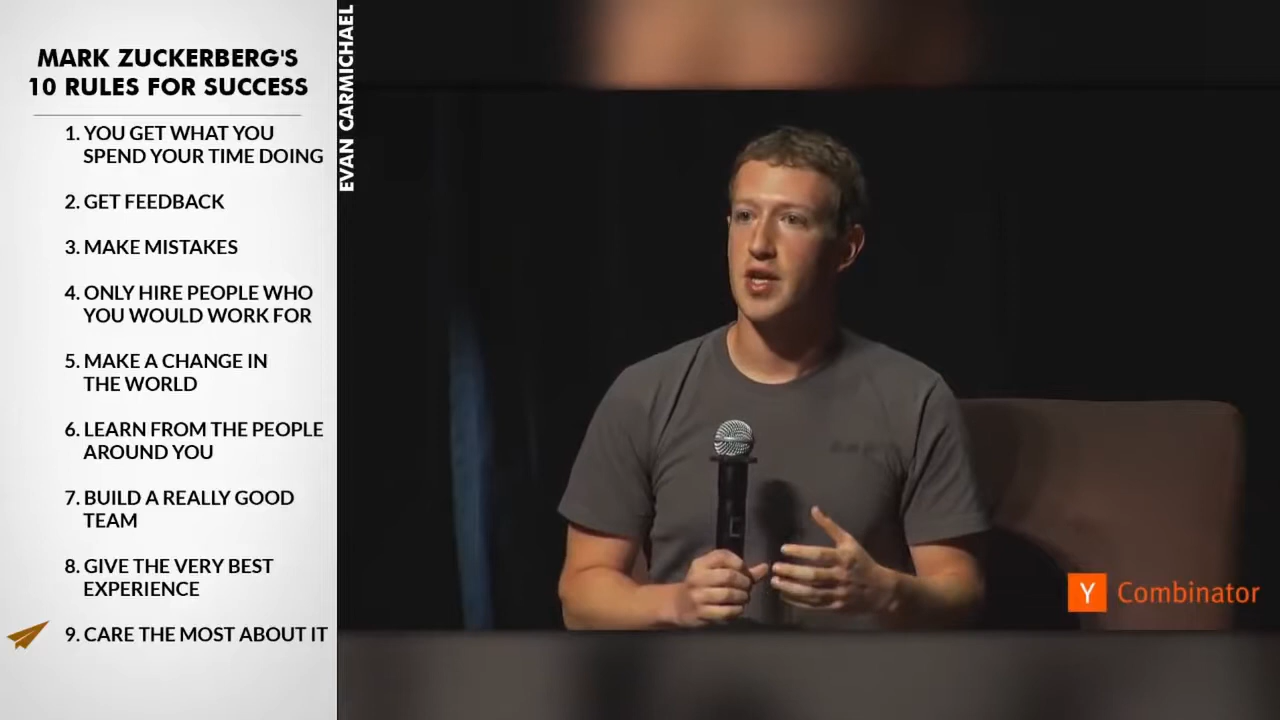 MARK ZUCKERBERG'S
10 RULES FOR SUCCESS
1. YOU GET WHAT YOU
SPEND YOUR TIME DOING
2. GET FEEDBACK
3. MAKE MISTAKES
4. ONLY HIRE PEOPLE WHO
YOU WOULD WORK FOR
5. MAKE A CHANGE IN
THE WORLD
6. LEARN FROM THE PEOPLE
AROUND YOU
7. BUILD A REALLY GOOD
TEAM
8. GIVE THE VERY BEST
EXPERIENCE
9. CARE THE MOST ABOUT IT
EVAN CARMICHAEL
Y Combinator